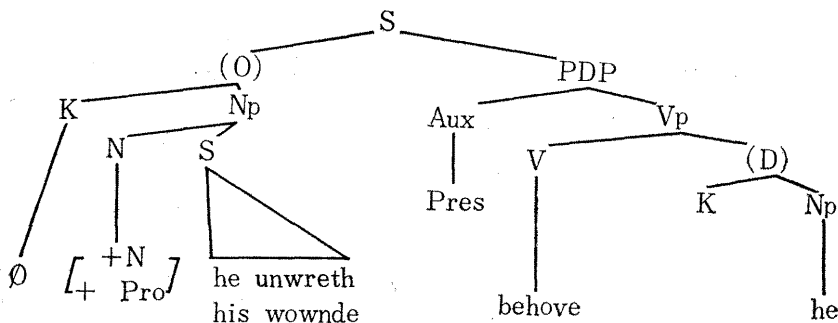 S
(O) PDP
K Np Aux Vp
N S V (D)
Pres K Np
Ø [+N + Pro] he unwreth
his wownde behove he